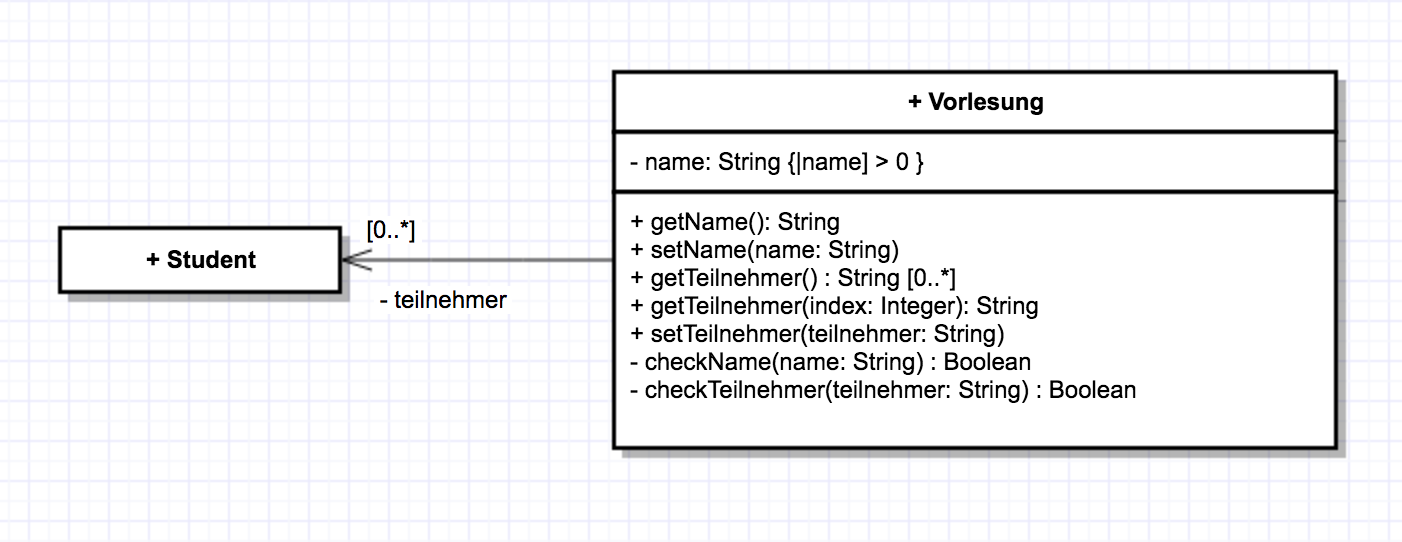 + Vorlesung
- name: String {|name] > 0 }
+ getName(): String
+ setName(name: String)
+ getTeilnehmer() : String [0..*]
+ getTeilnehmer(index: Integer): String
+ setTeilnehmer(teilnehmer: String)
- checkName(name: String) : Boolean
- checkTeilnehmer(teilnehmer: String) : Boolean
[0..*]
+ Student
- teilnehmer